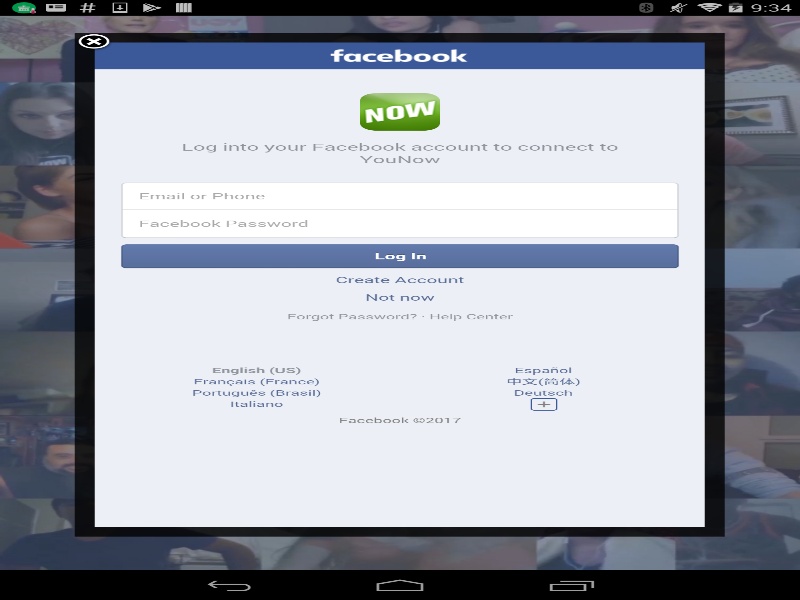 9:34
facebook
NOW
Log into your Facebook account to connect to
YouNow
Email or Phone
Facebook Password
Log In
Create Account
Not now
Forgot Password? · Help Center
English (US)
Español
Français (France)
中文(简体)
Português (Brasil)
Deutsch
Italiano
Facebook ©2017